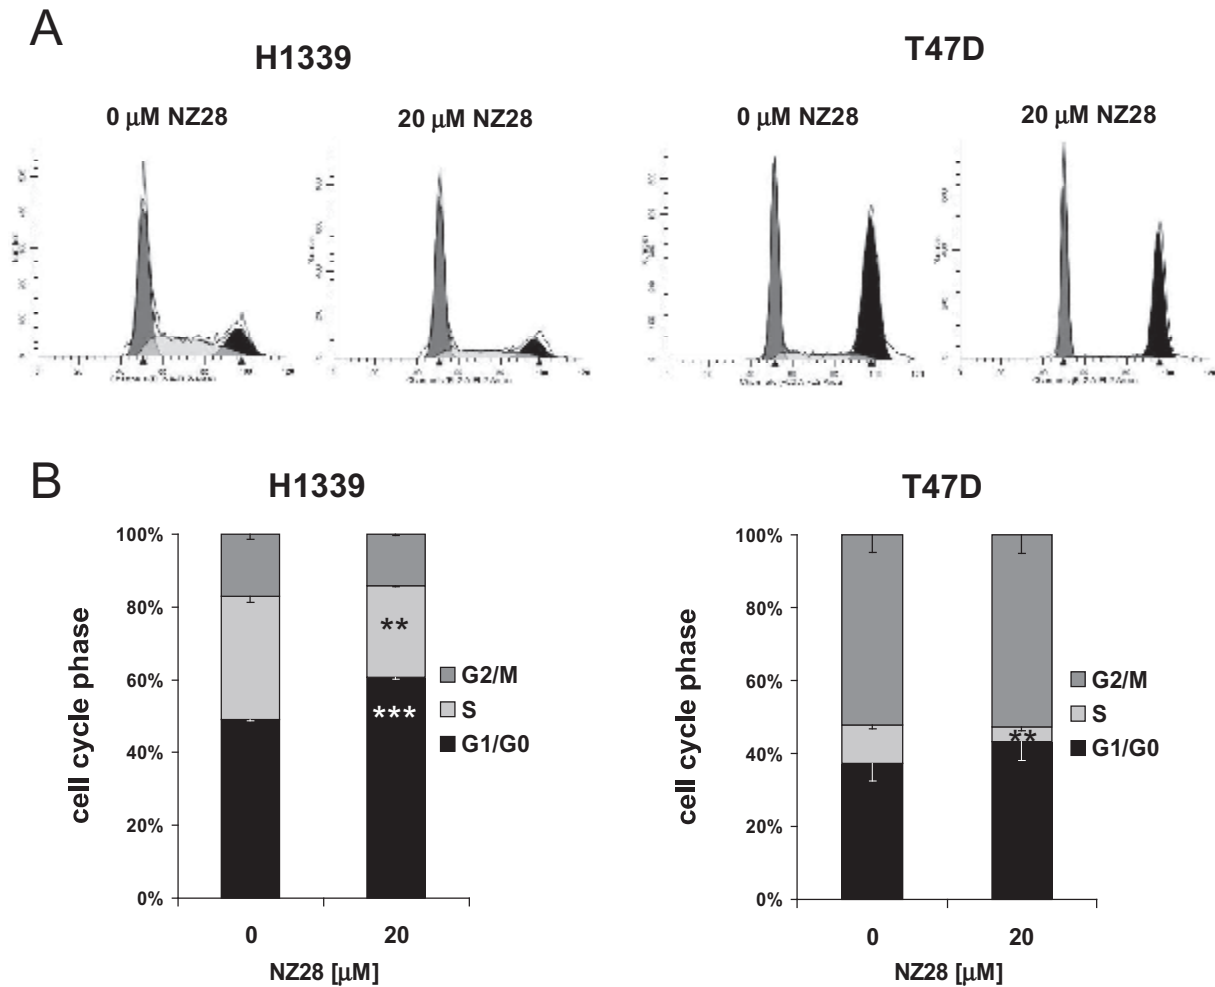 A
H1339
T47D
0 μM NZ28
20 μM NZ28
0 μM NZ28
20 μM NZ28
B
H1339
T47D
100%
80%
60%
40%
20%
0%
cell cycle phase
**
***
G2/M
S
G1/G0
0
20
NZ28 [μM]
100%
80%
60%
40%
20%
0%
cell cycle phase
**
G2/M
S
G1/G0
0
20
NZ28 [μM]